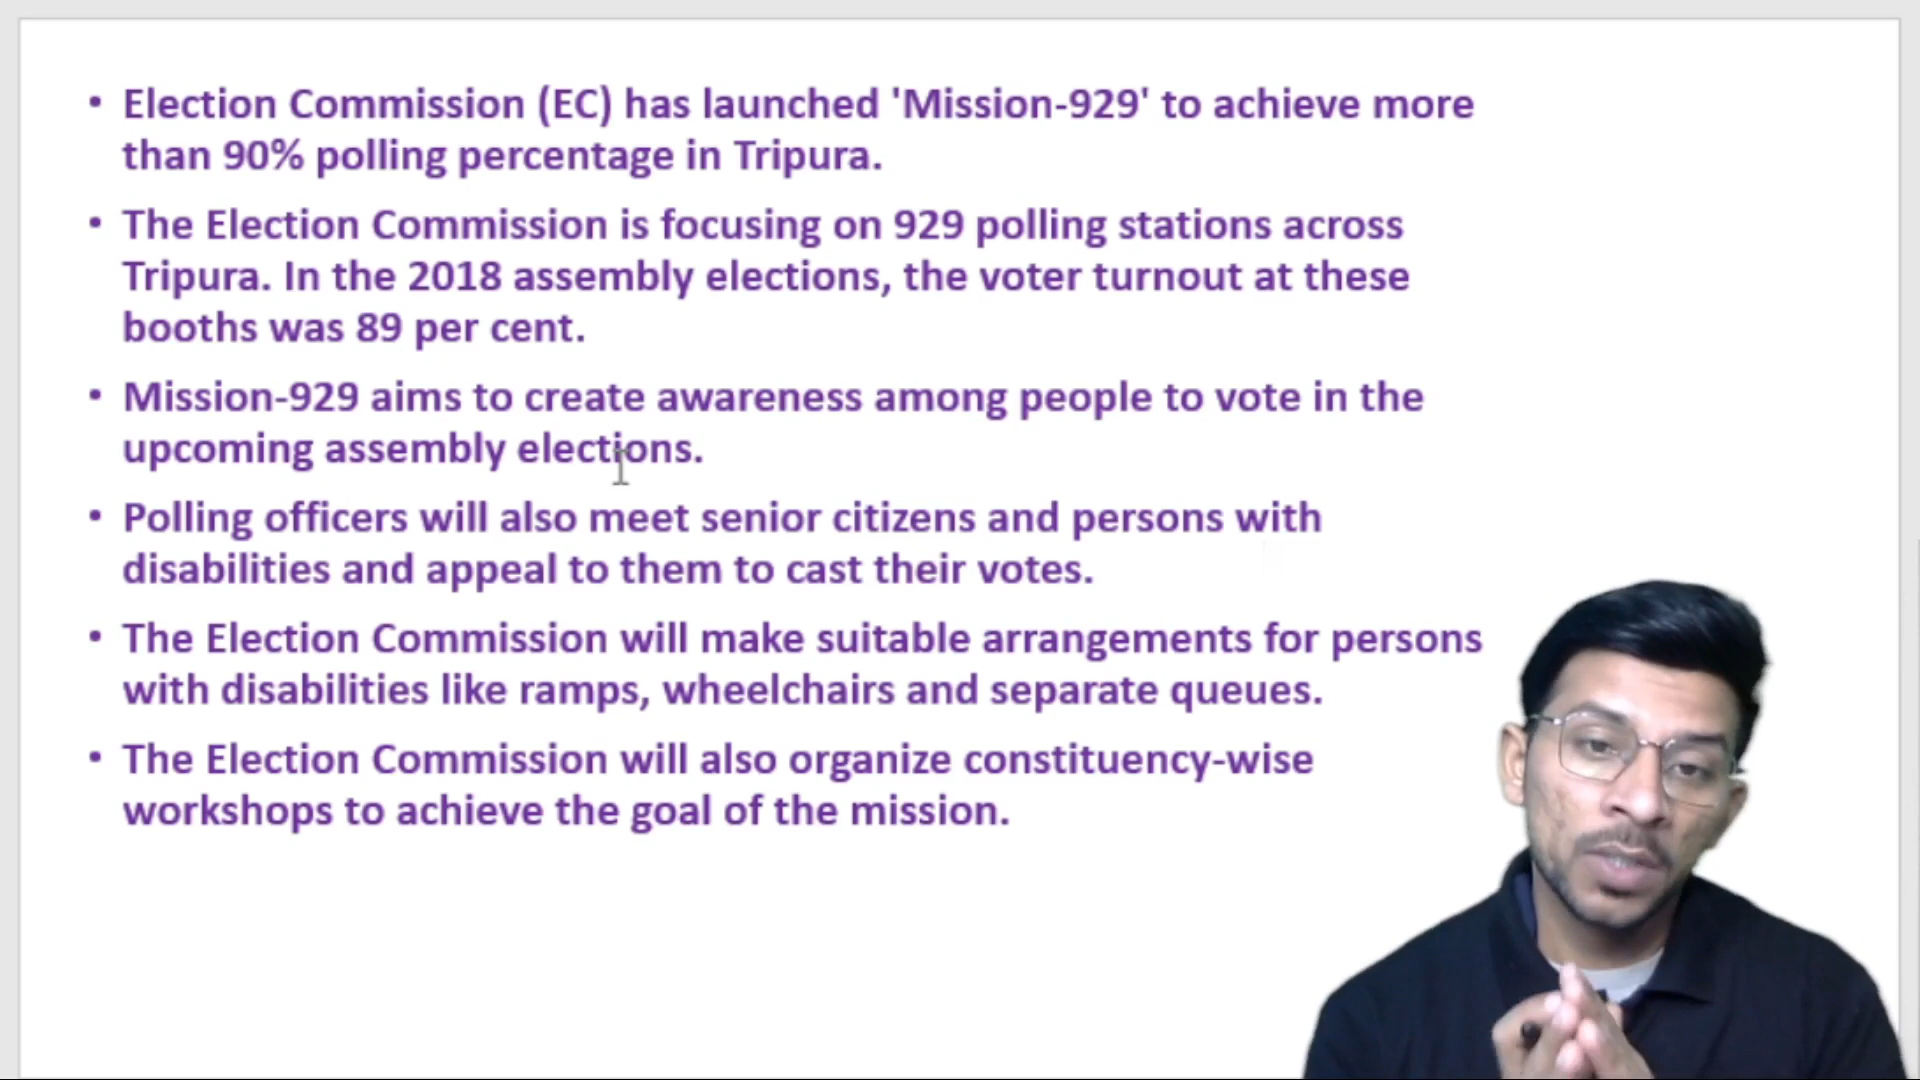 • Election Commission (EC) has launched 'Mission-929' to achieve more
than 90% polling percentage in Tripura.
• The Election Commission is focusing on 929 polling stations across
Tripura. In the 2018 assembly elections, the voter turnout at these
booths was 89 per cent.
• Mission-929 aims to create awareness among people to vote in the
upcoming assembly elections.
• Polling officers will also meet senior citizens and persons with
disabilities and appeal to them to cast their votes.
• The Election Commission will make suitable arrangements for persons
with disabilities like ramps, wheelchairs and separate queues.
• The Election Commission will also organize constituency-wise
workshops to achieve the goal of the mission.